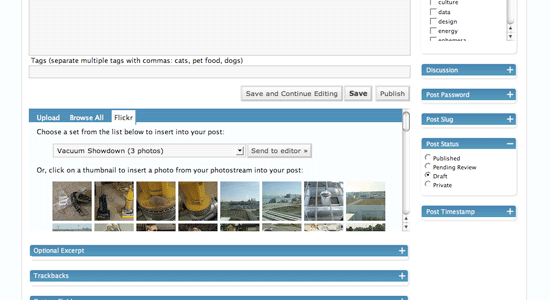 culture
data
design
energy
ephemera
Tags (separate multiple tags with commas: cats, pet food, dogs)
Save and Continue Editing Save Publish
Upload Browse All Flickr
Choose a set from the list below to insert into your post:
Vacuum Showdown (3 photos) Send to editor »
Or, click on a thumbnail to insert a photo from your photostream into your post:
Optional Excerpt
Trackbacks
Discussion
Post Password
Post Slug
Post Status
Published
Pending Review
Draft
Private
Post Timestamp